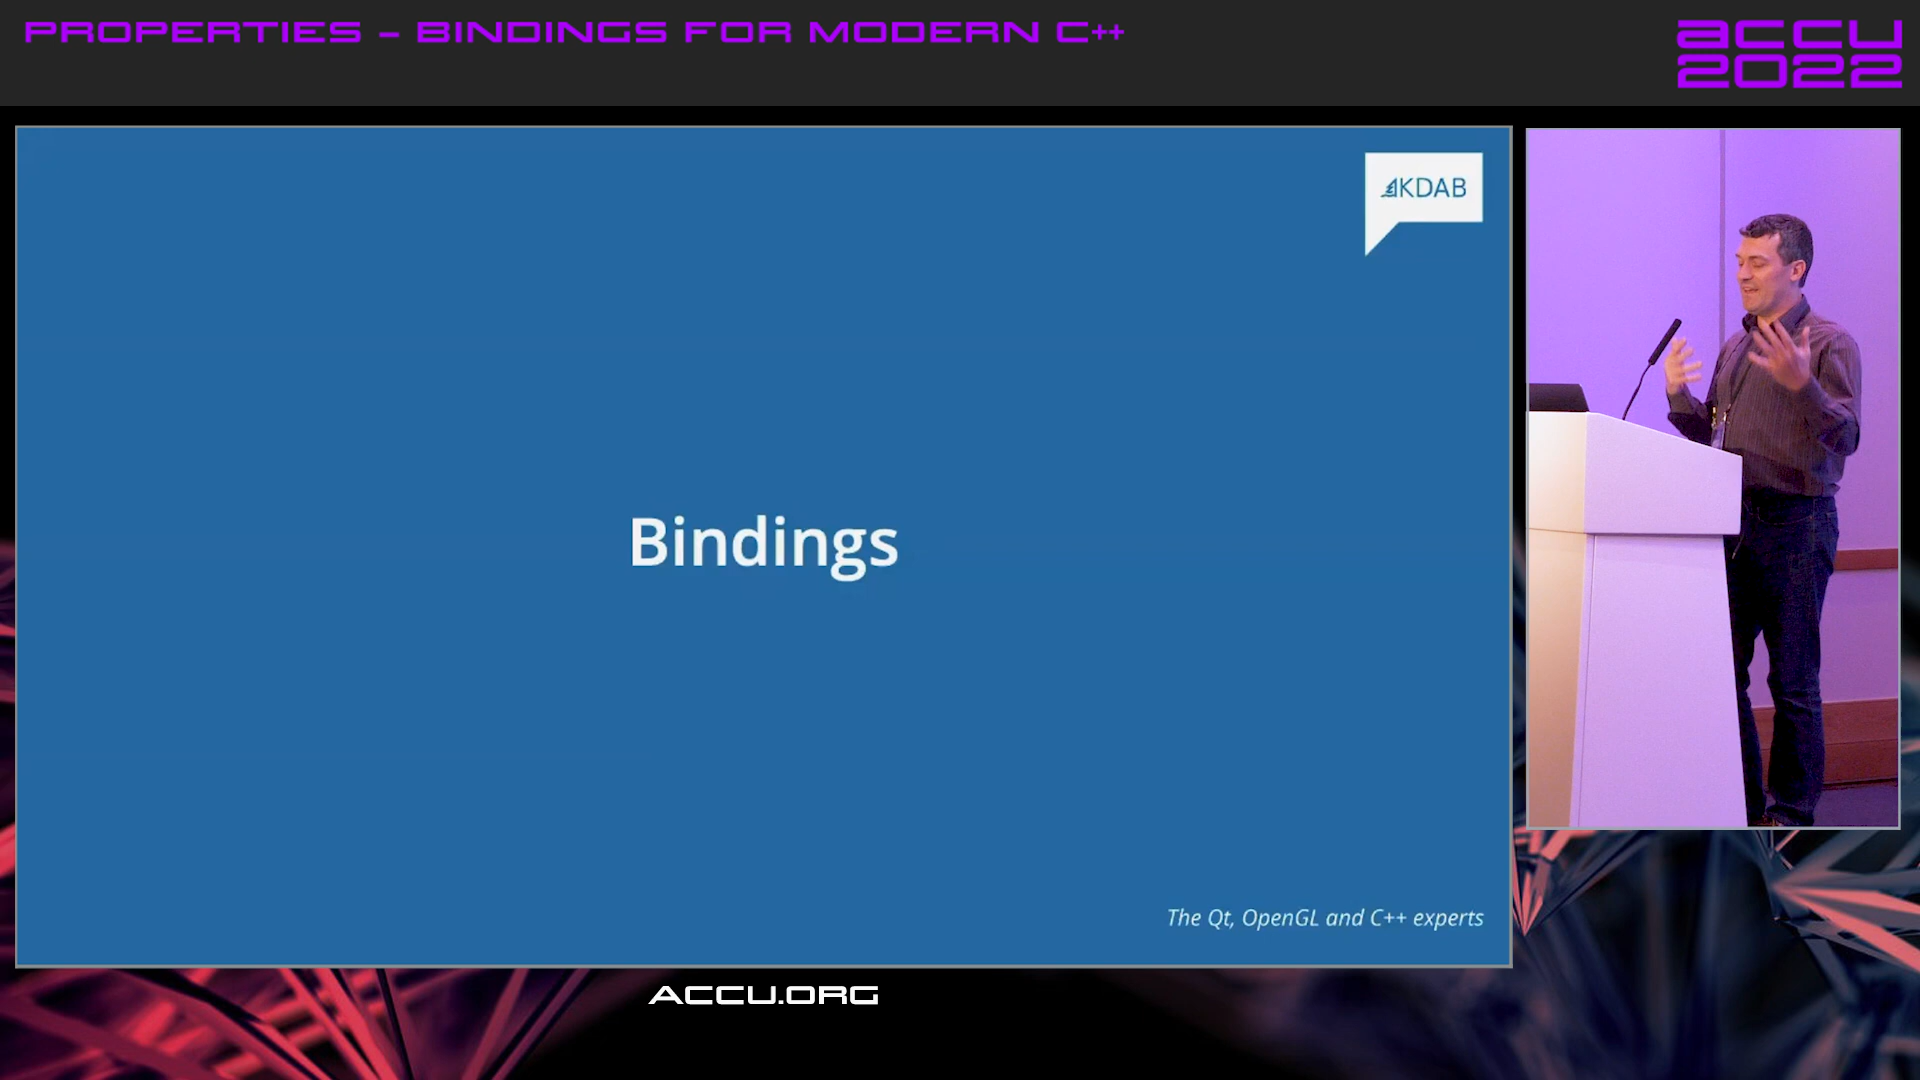 PROPERTIES – BINDINGS FOR MODERN C++
accu
2022
KDAB
Bindings
The Qt, OpenGL and C++ experts
ACCU.ORG